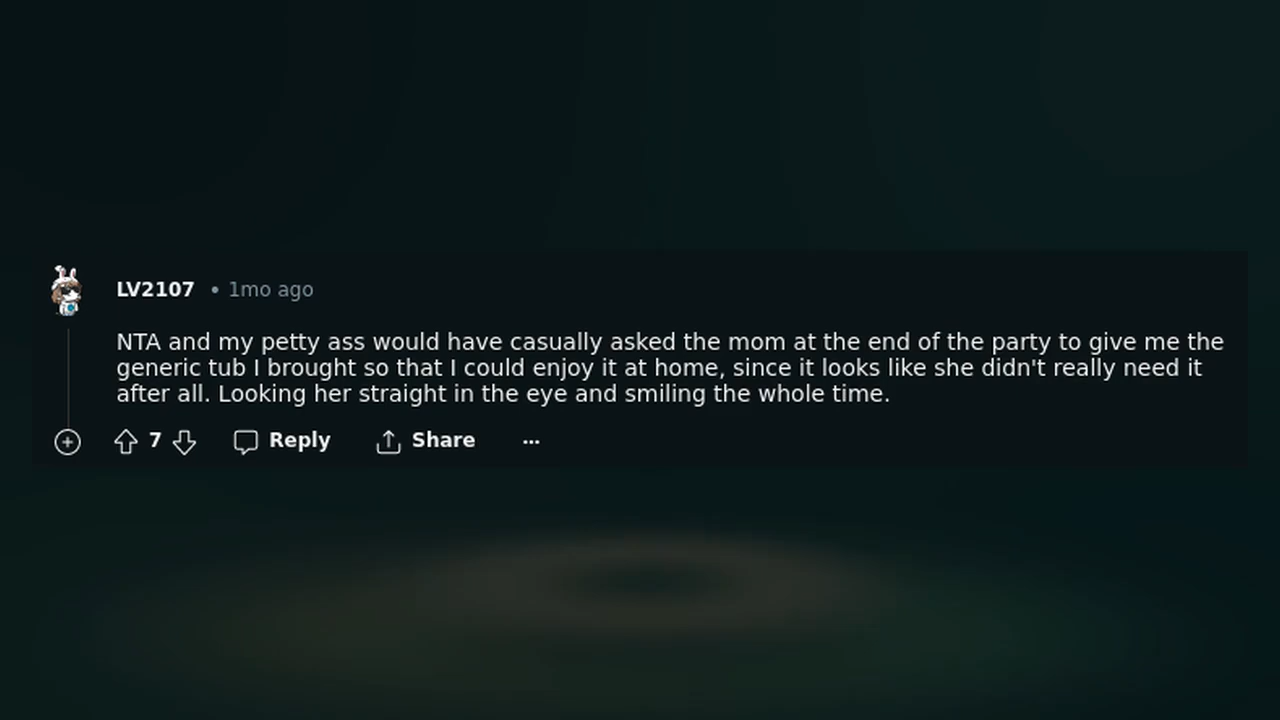 LV2107 • 1mo ago
NTA and my petty ass would have casually asked the mom at the end of the party to give me the
generic tub I brought so that I could enjoy it at home, since it looks like she didn't really need it
after all. Looking her straight in the eye and smiling the whole time.
7 Reply Share ...